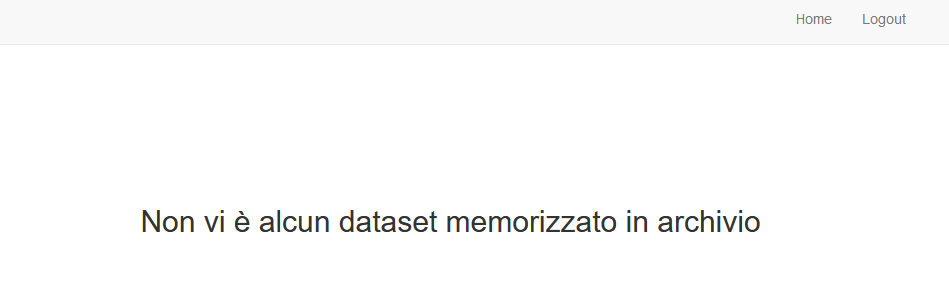 Home Logout
Non vi è alcun dataset memorizzato in archivio